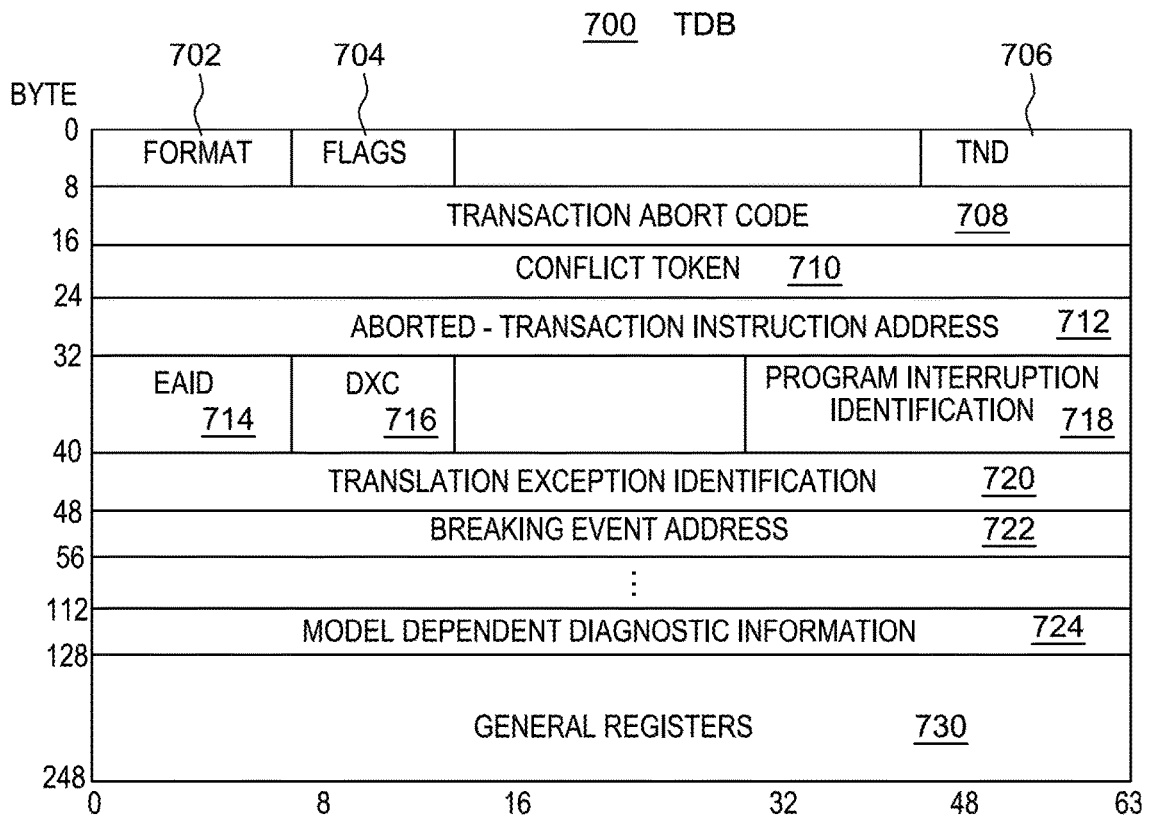 700 TDB
702 704 706
BYTE
0
FORMAT FLAGS TND
8
TRANSACTION ABORT CODE 708
16
CONFLICT TOKEN 710
24
ABORTED - TRANSACTION INSTRUCTION ADDRESS 712
32
EAID DXC PROGRAM INTERRUPTION
714 716 IDENTIFICATION 718
40
TRANSLATION EXCEPTION IDENTIFICATION 720
48
BREAKING EVENT ADDRESS 722
56
⋮
112
MODEL DEPENDENT DIAGNOSTIC INFORMATION 724
128
GENERAL REGISTERS 730
248
0 8 16 32 48 63